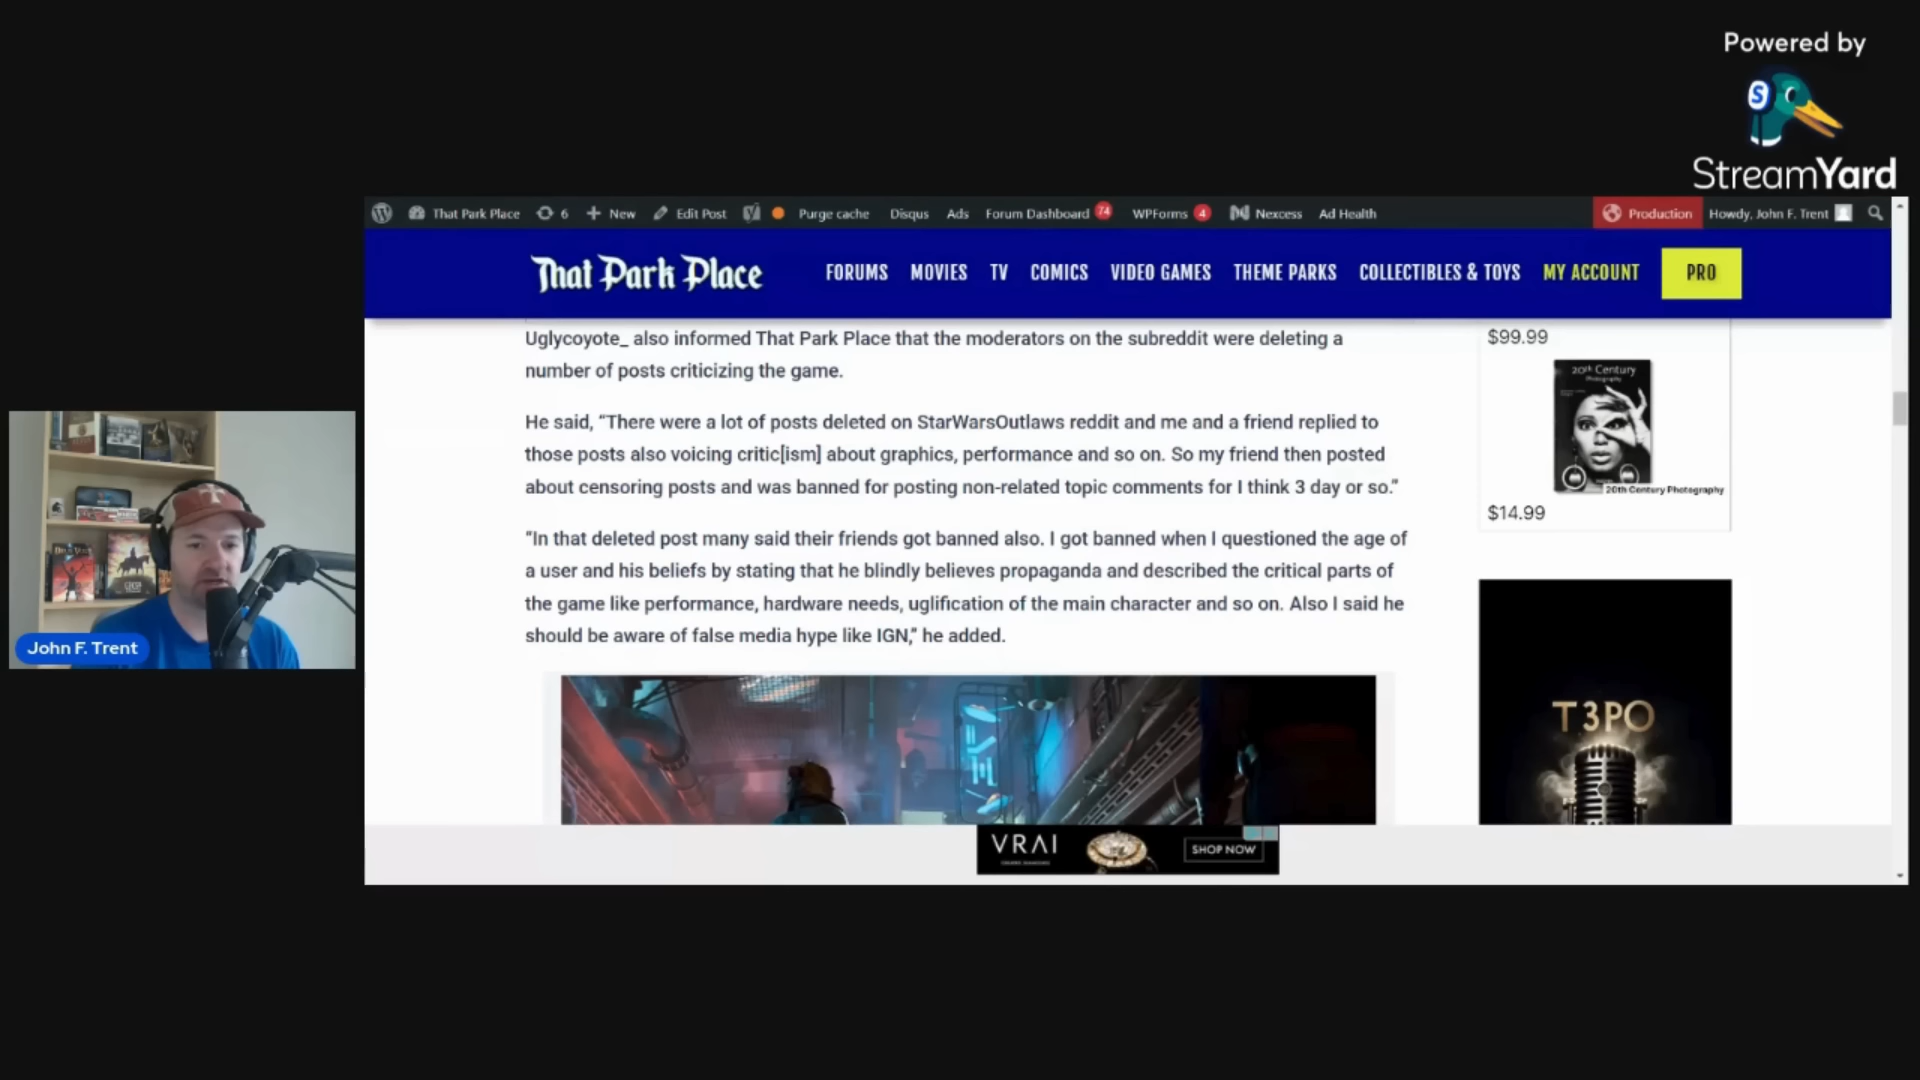 Powered by
StreamYard
That Park Place 6 New Edit Post Purge cache Disqus Ads Forum Dashboard 74 WPForms 4 Nexcess Ad Health Production Howdy, John F. Trent
That Park Place FORUMS MOVIES TV COMICS VIDEO GAMES THEME PARKS COLLECTIBLES & TOYS MY ACCOUNT PRO
Uglycoyote_ also informed That Park Place that the moderators on the subreddit were deleting a
number of posts criticizing the game.
He said, “There were a lot of posts deleted on StarWarsOutlaws reddit and me and a friend replied to
those posts also voicing critic[ism] about graphics, performance and so on. So my friend then posted
about censoring posts and was banned for posting non-related topic comments for I think 3 day or so.”
“In that deleted post many said their friends got banned also. I got banned when I questioned the age of
a user and his beliefs by stating that he blindly believes propaganda and described the critical parts of
the game like performance, hardware needs, uglification of the main character and so on. Also I said he
should be aware of false media hype like IGN,” he added.
$99.99
20th Century
Photography
20th Century Photography
$14.99
T3PO
VRAI
SHOP NOW
John F. Trent